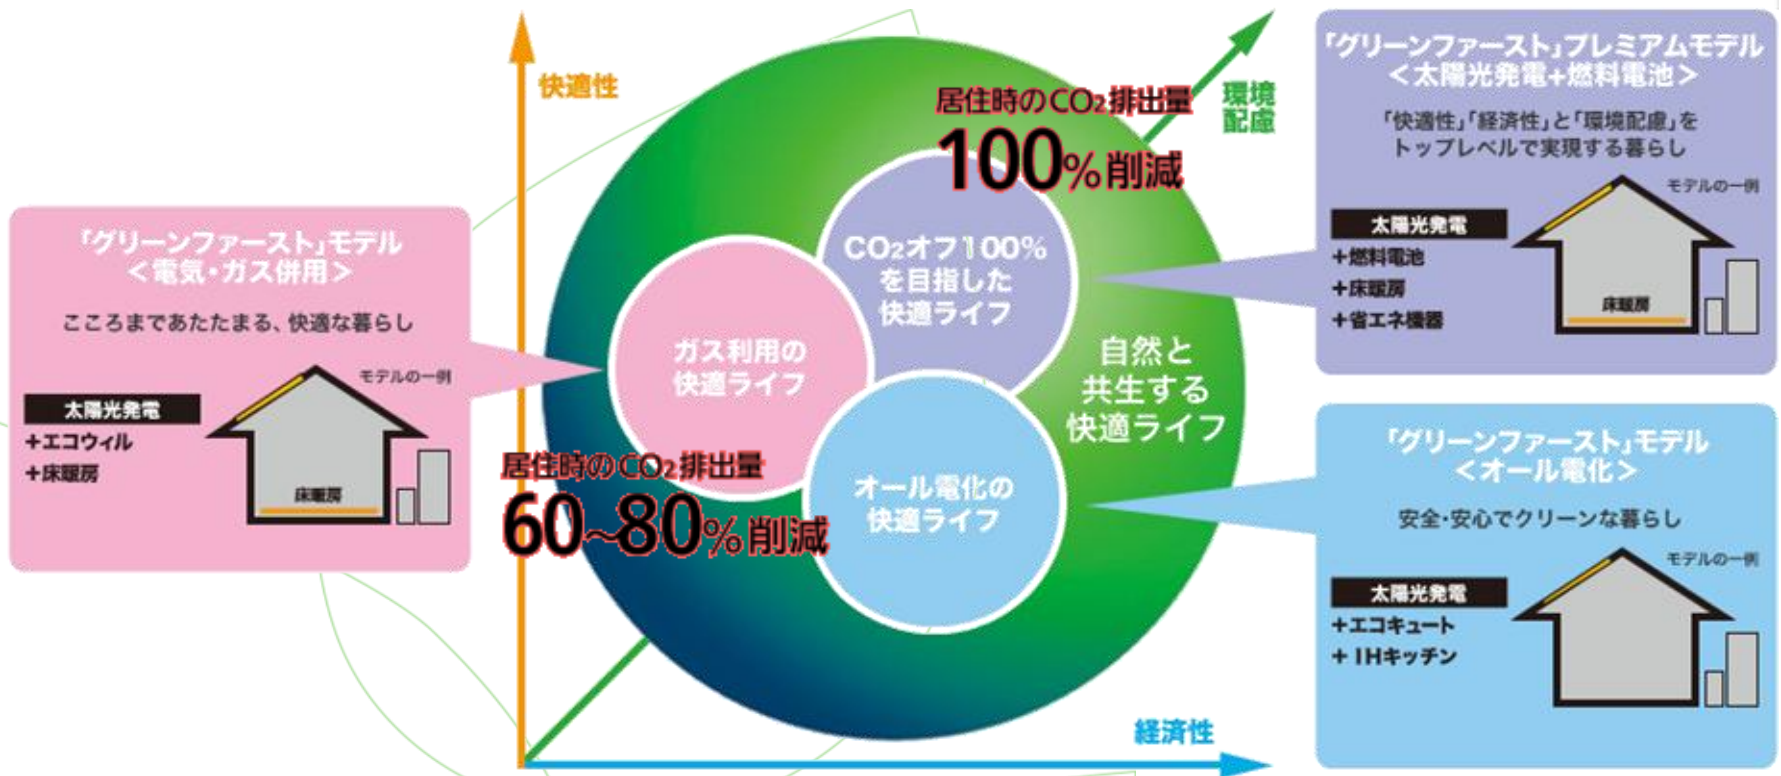 快適性
環境
配慮
経済性
居住時のCO2排出量
100%削減
CO2オフ100%
を目指した
快適ライフ
ガス利用の
快適ライフ
オール電化の
快適ライフ
自然と
共生する
快適ライフ
居住時のCO2排出量
60~80%削減
「グリーンファースト」モデル
<電気・ガス併用>
こころまであたたまる、快適な暮らし
モデルの一例
太陽光発電
+エコウィル
+床暖房
床暖房
「グリーンファースト」プレミアムモデル
<太陽光発電+燃料電池>
「快適性」「経済性」と「環境配慮」を
トップレベルで実現する暮らし
モデルの一例
太陽光発電
+燃料電池
+床暖房
+省エネ機器
床暖房
「グリーンファースト」モデル
<オール電化>
安全・安心でクリーンな暮らし
モデルの一例
太陽光発電
+エコキュート
+IHキッチン